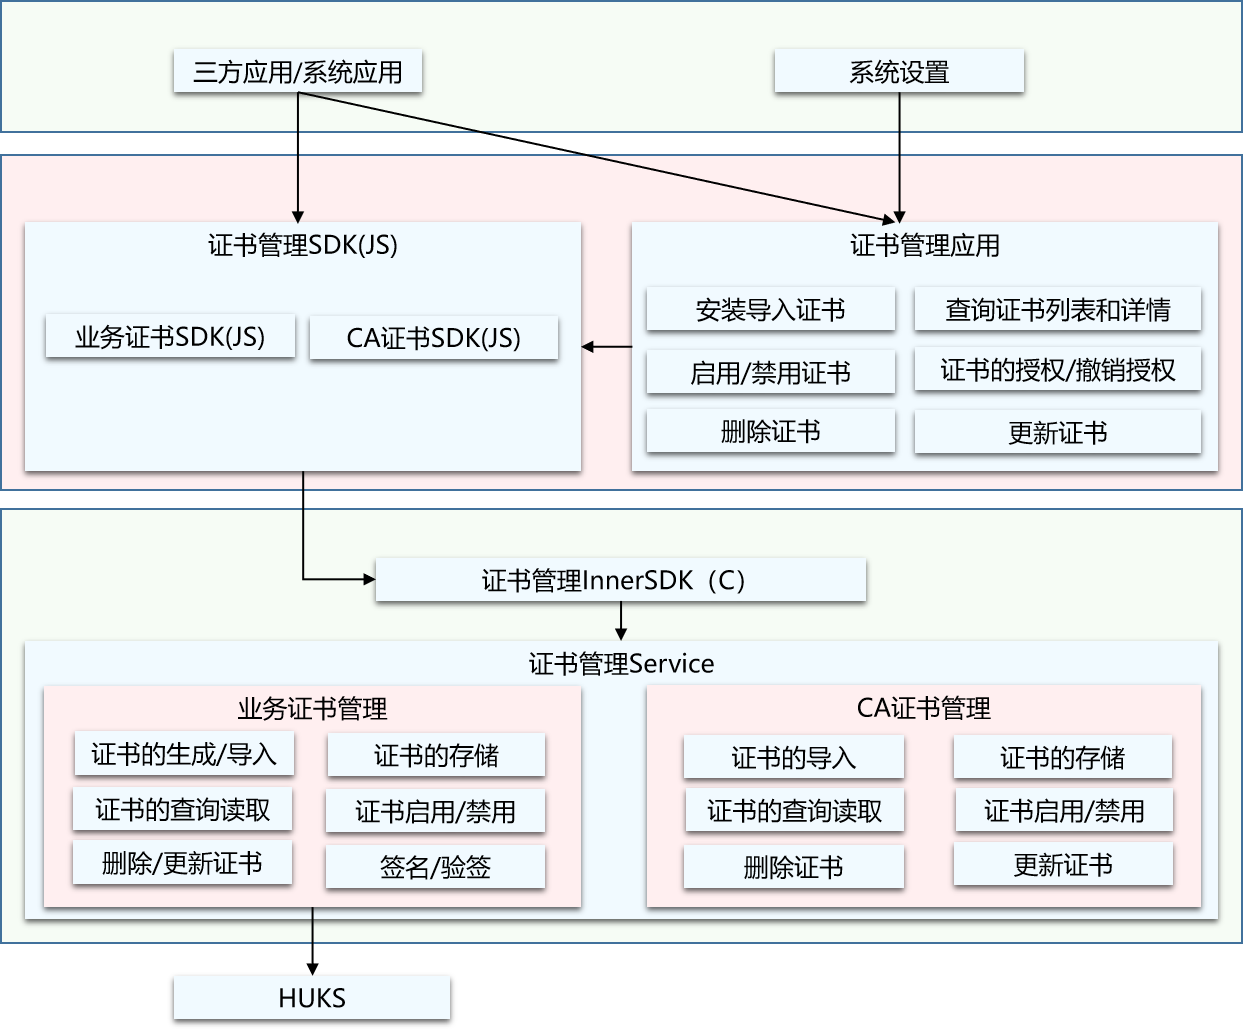 三方应用/系统应用
系统设置
证书管理SDK(JS)
业务证书SDK(JS)
CA证书SDK(JS)
证书管理应用
安装导入证书
查询证书列表和详情
启用/禁用证书
证书的授权/撤销授权
删除证书
更新证书
证书管理InnerSDK（C）
证书管理Service
业务证书管理
证书的生成/导入
证书的存储
证书的查询读取
证书启用/禁用
删除/更新证书
签名/验签
CA证书管理
证书的导入
证书的存储
证书的查询读取
证书启用/禁用
删除证书
更新证书
HUKS